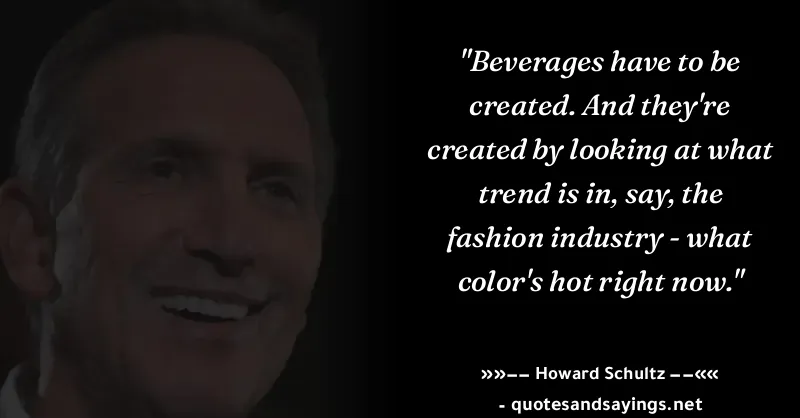 "Beverages have to be
created. And they're
created by looking at what
trend is in, say, the
fashion industry - what
color's hot right now."
»»–– Howard Schultz ––««
- quotesandsayings.net